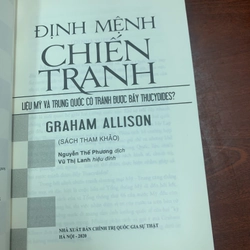 ĐỊNH MỆNH
CHIẾN
TRANH
LIỆU MỸ VÀ TRUNG QUỐC CÓ TRÁNH ĐƯỢC BẪY THUCYDIDES?
GRAHAM ALLISON
(SÁCH THAM KHẢO)
Nguyễn Thế Phương dịch
Vũ Thị Lanh hiệu đính
NHÀ XUẤT BẢN CHÍNH TRỊ QUỐC GIA SỰ THẬT
HÀ NỘI - 2020